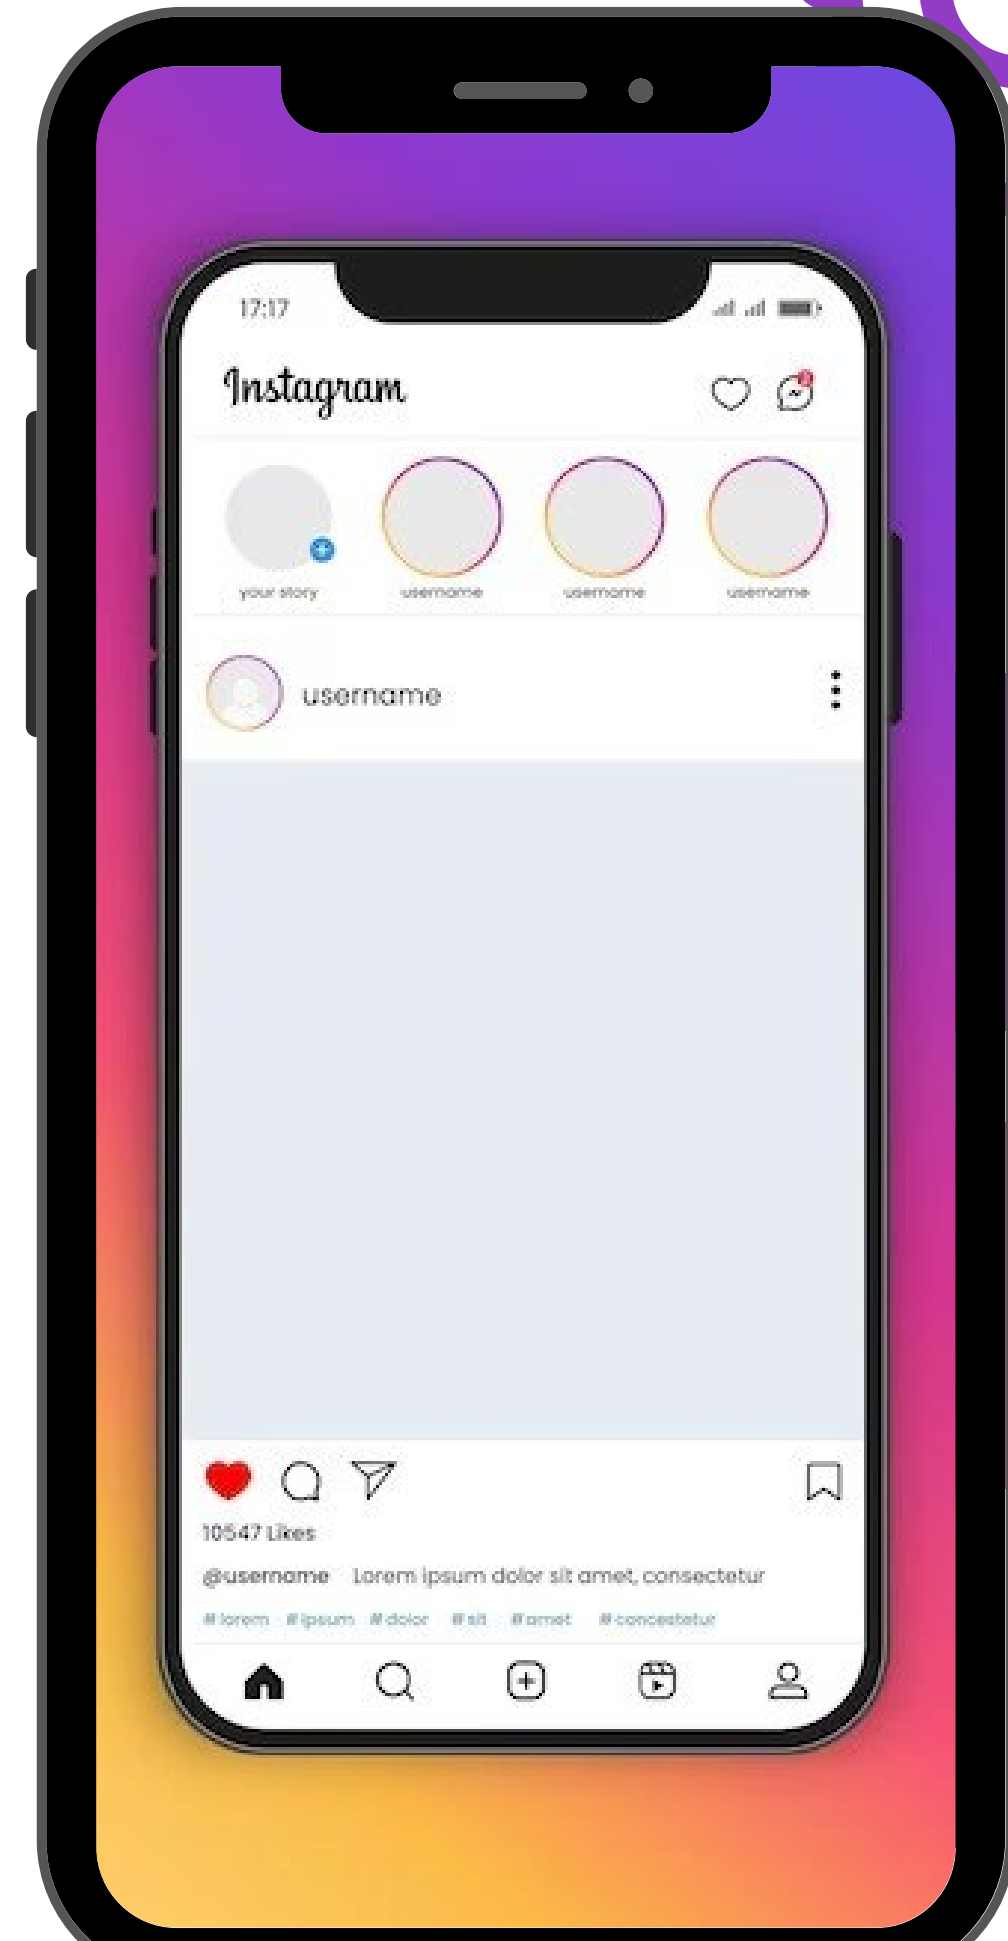 17:17
Instagram
your story username username username
username
10547 Likes
@username Lorem ipsum dolor sit amet, consectetur
#lorem #ipsum #dolor #sit #amet #concestetur